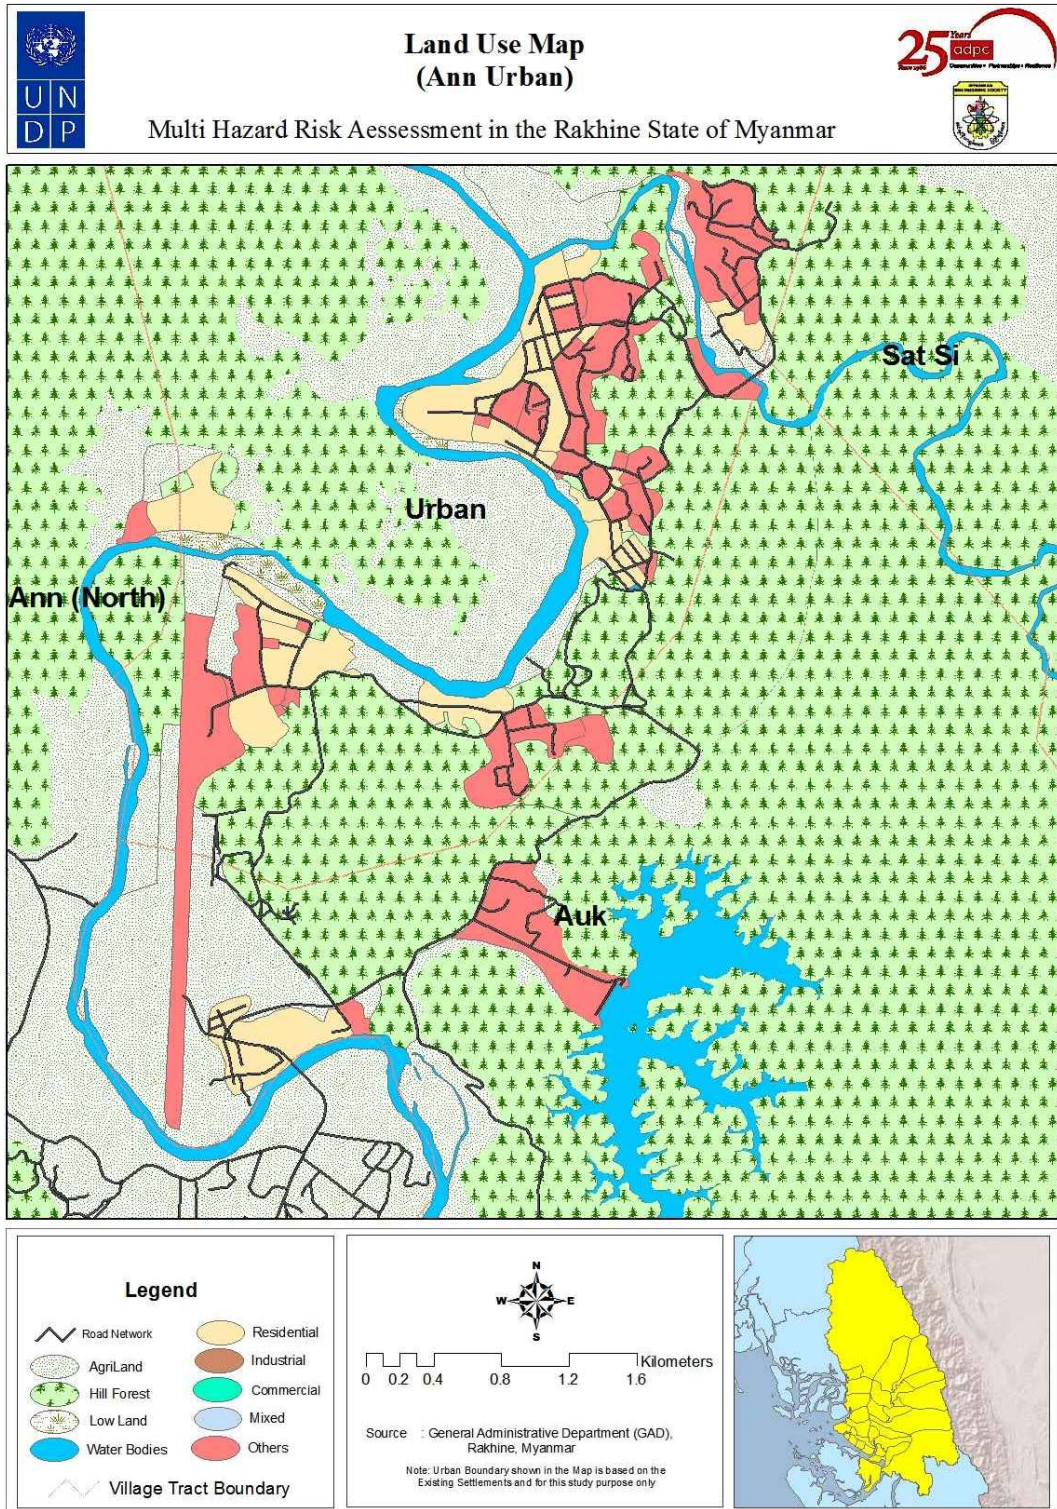 U N
D P
Land Use Map
(Ann Urban)
Multi Hazard Risk Aessessment in the Rakhine State of Myanmar
25 Years
adpc
Sat Si
Urban
Ann (North)
Auk
Legend
Road Network
AgriLand
Hill Forest
Low Land
Water Bodies
Residential
Industrial
Commercial
Mixed
Others
Village Tract Boundary
N
W E
S
Kilometers
0 0.2 0.4 0.8 1.2 1.6
Source : General Administrative Department (GAD),
Rakhine, Myanmar
Note: Urban Boundary shown in the Map is based on the
Existing Settlements and for this study purpose only